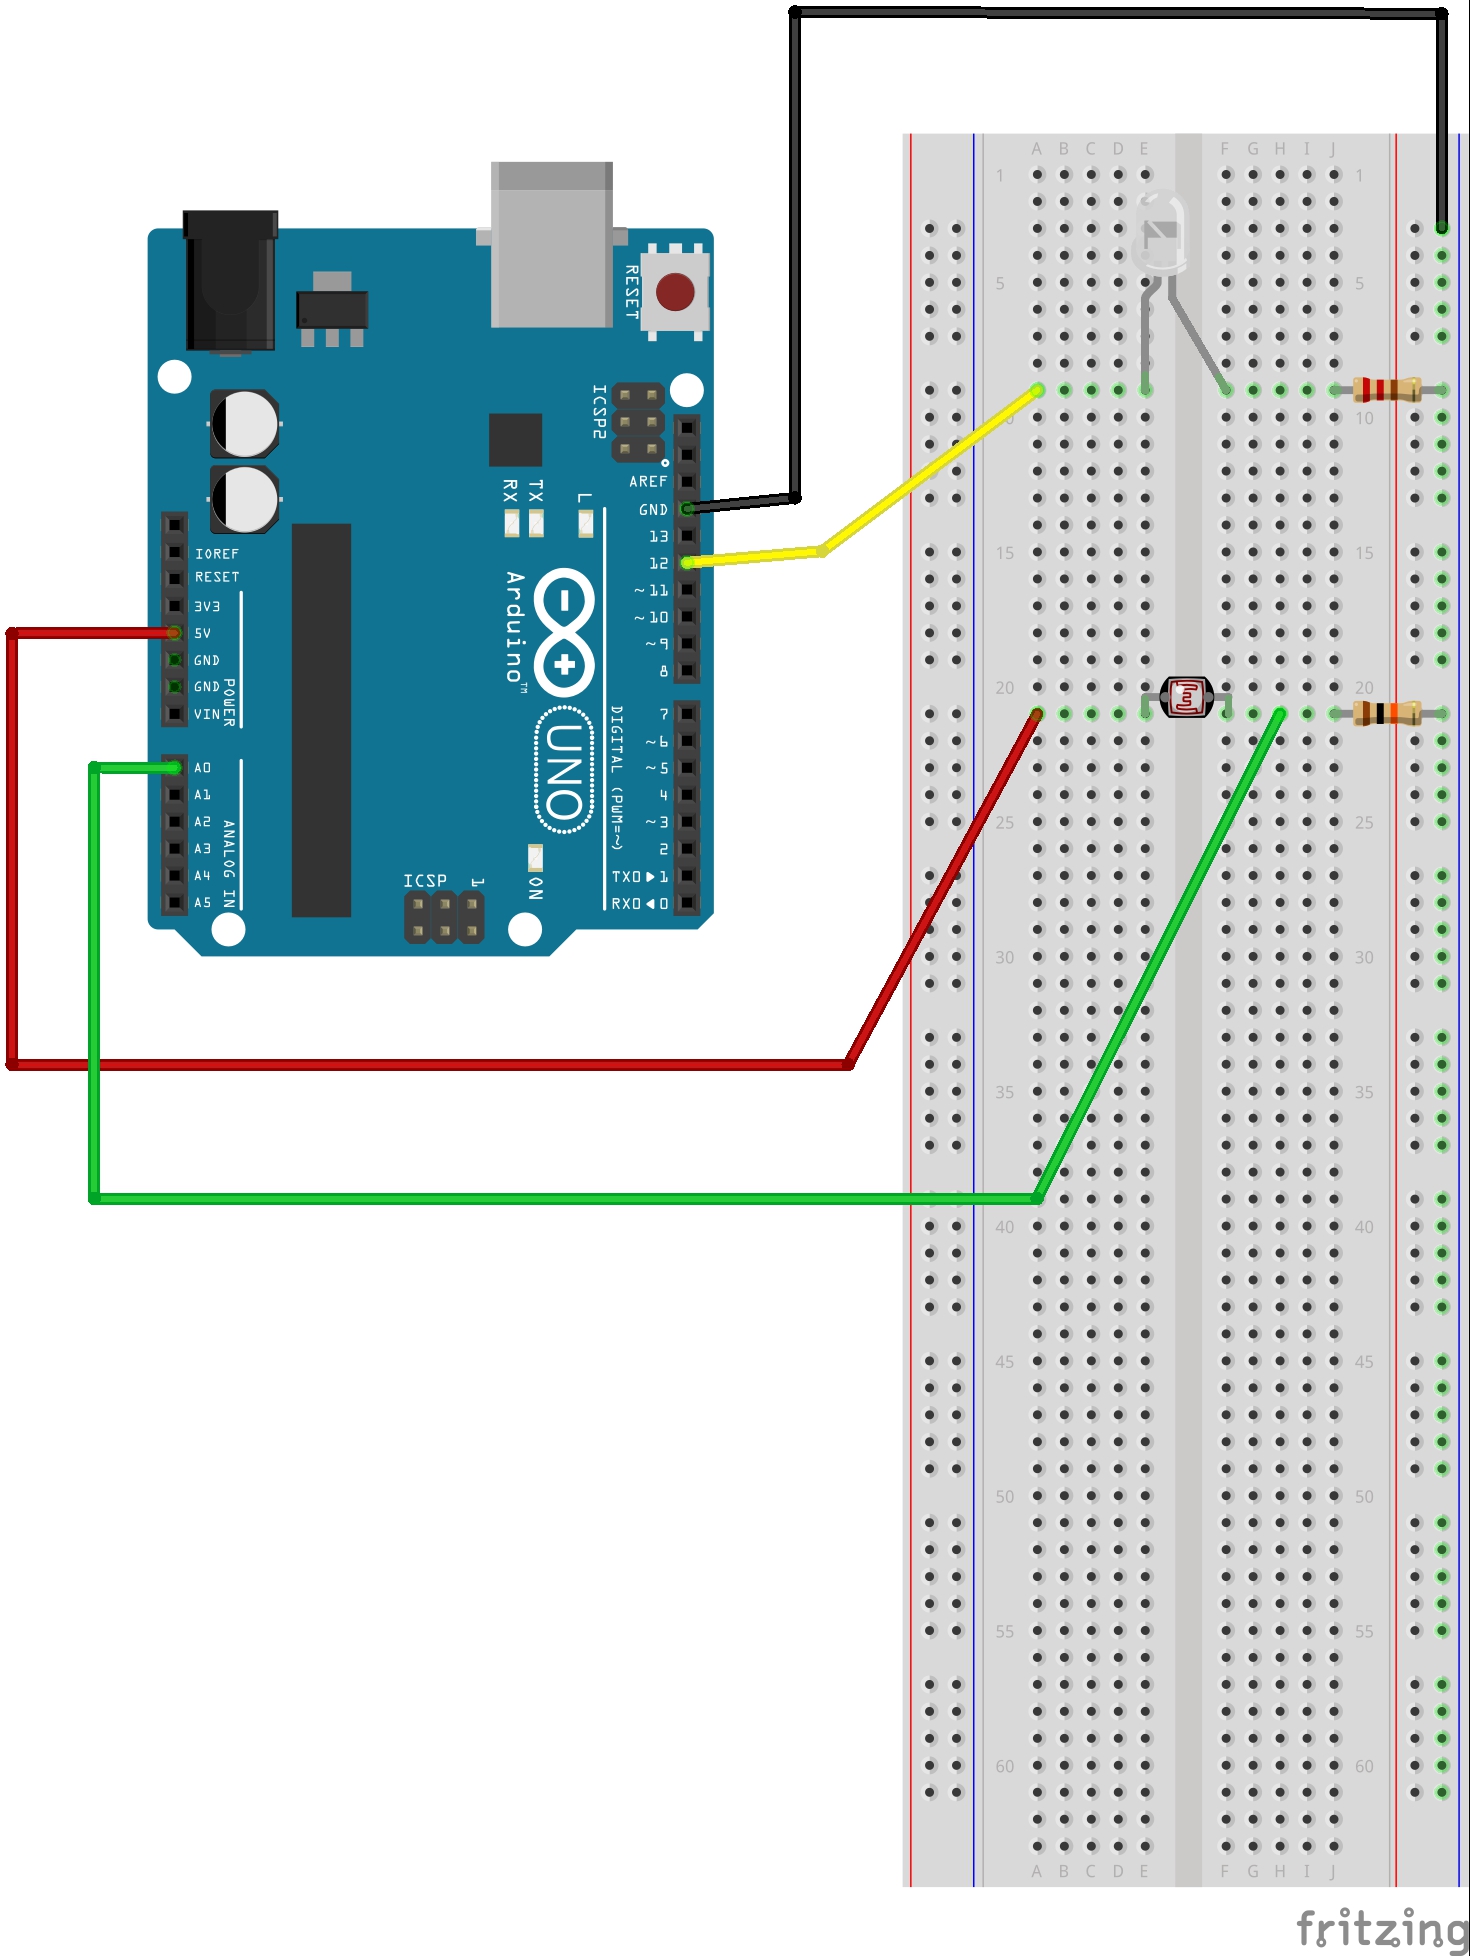 A B C D E F G H I J
1 1
5 5
10 10
15 15
20 20
25 25
30 30
35 35
40 40
45 45
50 50
55 55
60 60
A B C D E F G H I J
RESET
ICSP2
AREF
GND
13
12
~11
~10
~9
8
7
~6
~5
4
~3
2
TX0▶1
RX0◀0
DIGITAL (PWM=~)
RX TX L
Arduino™
UNO
IOREF
RESET
3V3
5V
GND
GND
VIN
POWER
A0
A1
A2
A3
A4
A5
ANALOG IN
ICSP 1
ON
fritzing